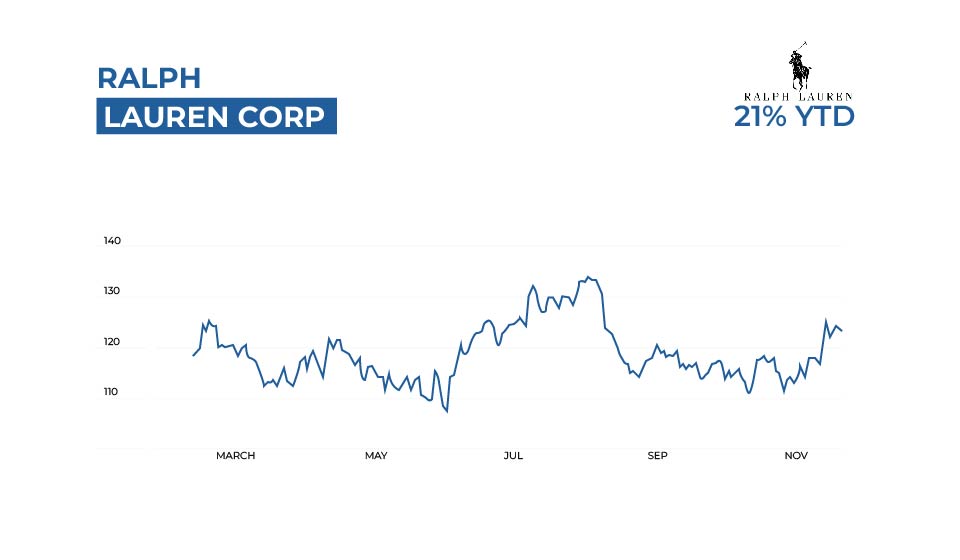 RALPH
LAUREN CORP
RALPH LAUREN
21% YTD
140
130
120
110
MARCH MAY JUL SEP NOV